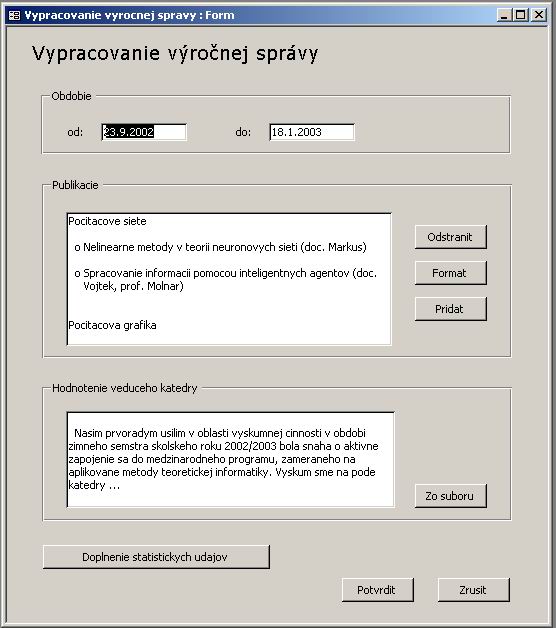 Vypracovanie vyrocnej spravy : Form
Vypracovanie výročnej správy
Obdobie
od: 23.9.2002 do: 18.1.2003
Publikacie
Pocitacove siete
o Nelinearne metody v teorii neuronovych sieti (doc. Markus)
o Spracovanie informacii pomocou inteligentnych agentov (doc.
Vojtek, prof. Molnar)
Pocitacova grafika
Odstranit
Format
Pridat
Hodnotenie veduceho katedry
Nasim prvoradym usilim v oblasti vyskumnej cinnosti v obdobi
zimneho semstra skolskeho roku 2002/2003 bola snaha o aktivne
zapojenie sa do medzinarodneho programu, zameraneho na
aplikovane metody teoretickej informatiky. Vyskum sme na pode
katedry ...
Zo suboru
Doplnenie statistickych udajov
Potvrdit Zrusit